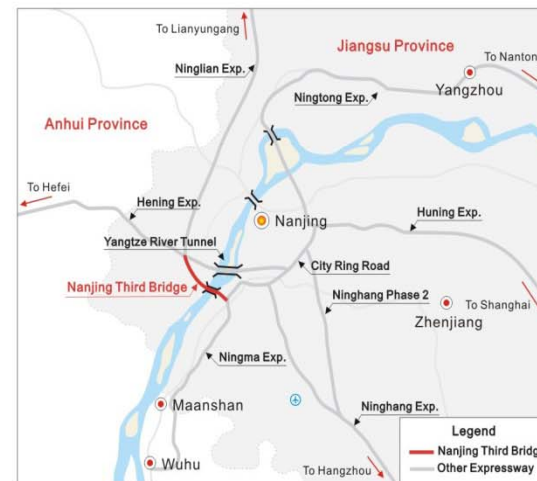 To Lianyungang
Jiangsu Province
Ninglian Exp.
To Nanton
Yangzhou
Ningtong Exp.
Anhui Province
To Hefei
Hening Exp.
Nanjing
Huning Exp.
Yangtze River Tunnel
City Ring Road
Nanjing Third Bridge
Ninghang Phase 2
To Shanghai
Zhenjiang
Ningma Exp.
Maanshan
Ninghang Exp.
Wuhu
To Hangzhou
Legend
Nanjing Third Bridg
Other Expressway